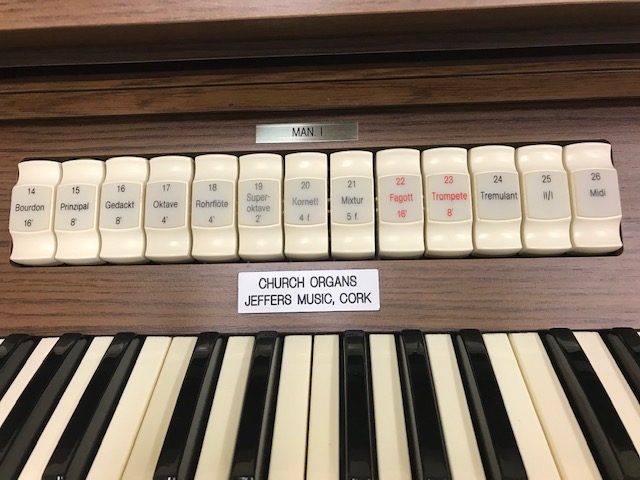 MAN. I
14
Bourdon
16'
15
Prinzipal
8'
16
Gedackt
8'
17
Oktave
4'
18
Rohrflöte
4'
19
Super-
oktave
2'
20
Kornett
4 f.
21
Mixtur
5 f.
22
Fagott
16'
23
Trompete
8'
24
Tremulant
25
II/I
26
Midi
CHURCH ORGANS
JEFFERS MUSIC, CORK